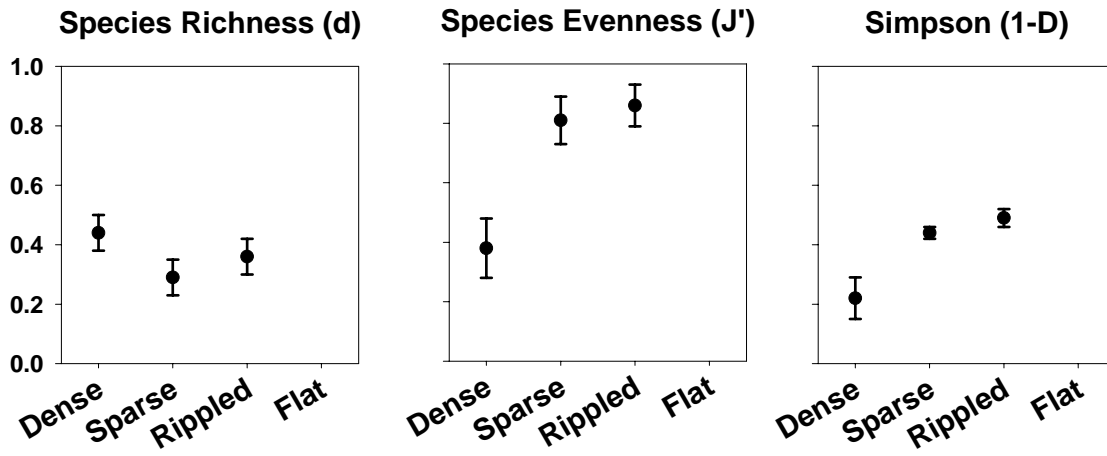 Species Richness (d)
Species Evenness (J')
Simpson (1-D)
1.0
0.8
0.6
0.4
0.2
0.0
Dense
Sparse
Rippled
Flat
Dense
Sparse
Rippled
Flat
Dense
Sparse
Rippled
Flat